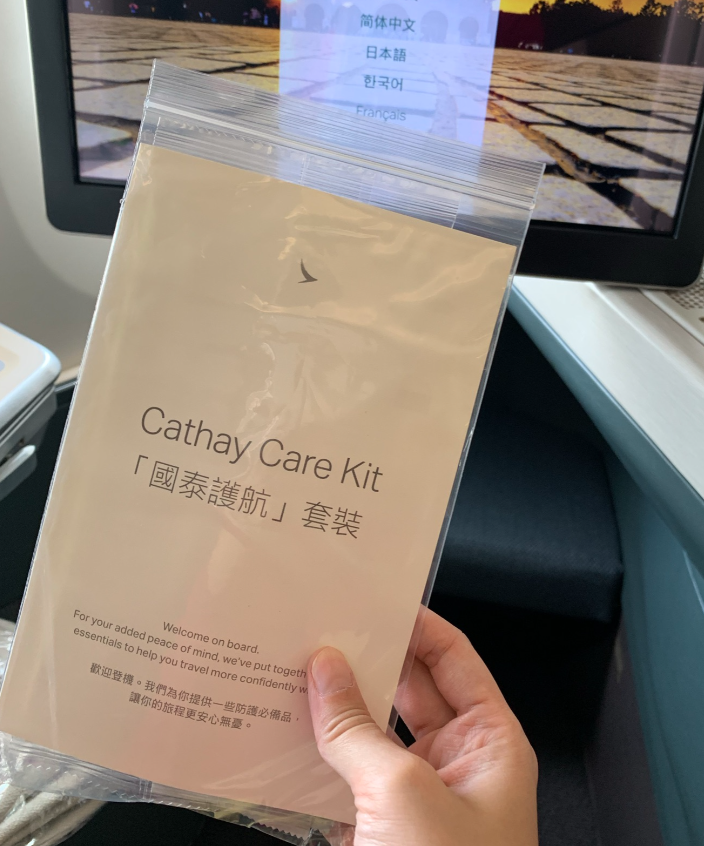 简体中文
日本語
한국어
Français
Cathay Care Kit
「國泰護航」套裝
Welcome on board.
For your added peace of mind, we've put
essentials to help you travel more confidently
歡迎登機。我們為你提供一些防護必備品，
讓你的旅程更安心無憂。